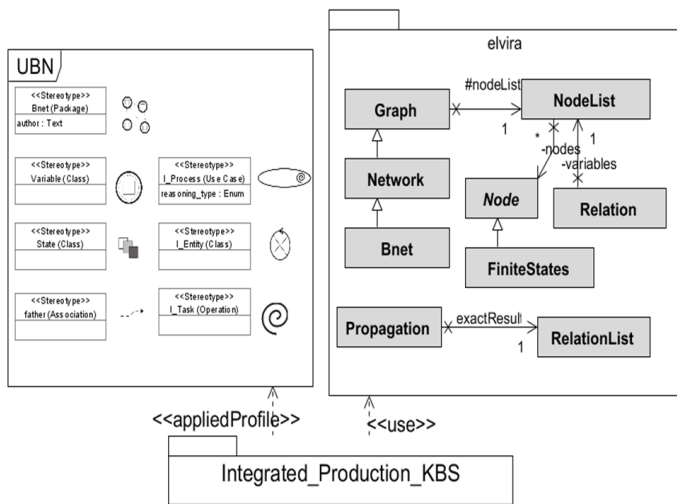 UBN
<<Stereotype>>
Bnet (Package)
author : Text
<<Stereotype>>
Variable (Class)
<<Stereotype>>
I_Process (Use Case)
reasoning_type : Enum
<<Stereotype>>
State (Class)
<<Stereotype>>
I_Entity (Class)
<<Stereotype>>
father (Association)
<<Stereotype>>
I_Task (Operation)
elvira
Graph
#nodeList
1
NodeList
*
-nodes
1
-variables
Network
Node
Relation
Bnet
FiniteStates
Propagation
exactResul
1
RelationList
<<appliedProfile>>
<<use>>
Integrated_Production_KBS